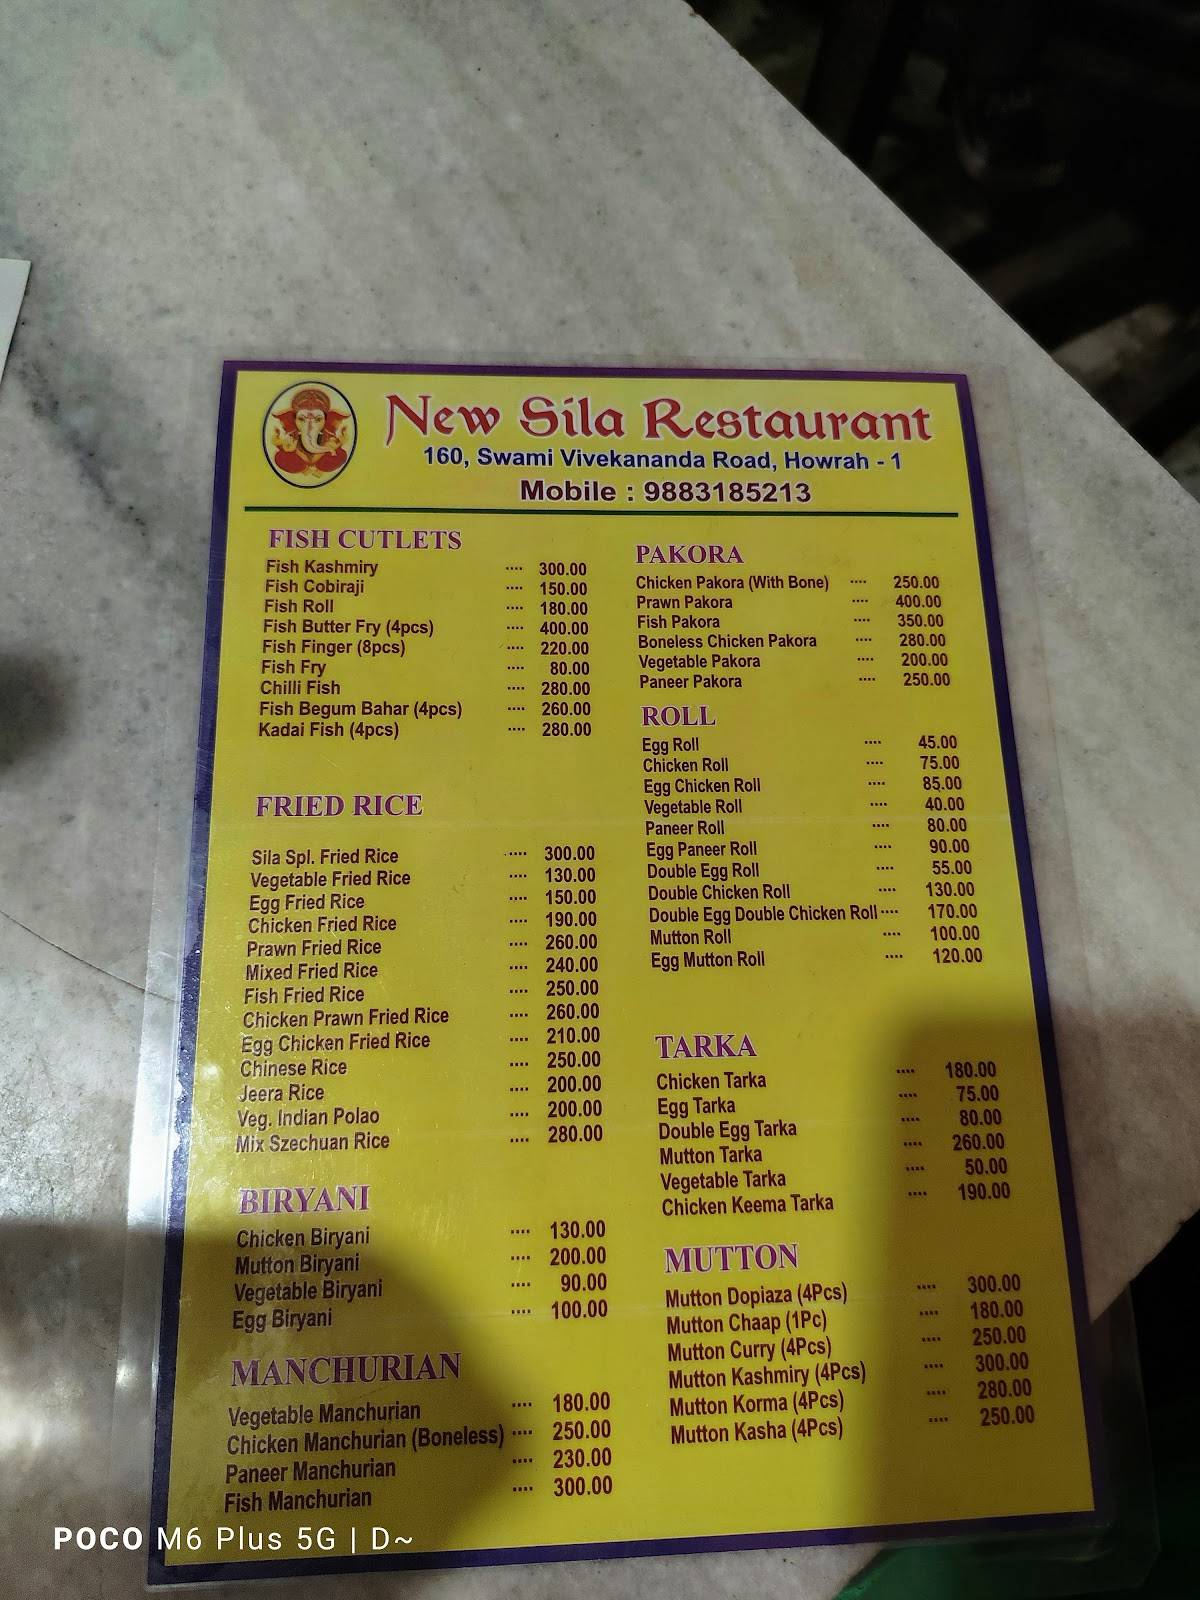 New Sila Restaurant
160, Swami Vivekananda Road, Howrah - 1
Mobile : 9883185213
FISH CUTLETS
Fish Kashmiry .... 300.00
Fish Cobiraji .... 150.00
Fish Roll .... 180.00
Fish Butter Fry (4pcs) .... 400.00
Fish Finger (8pcs) .... 220.00
Fish Fry .... 80.00
Chilli Fish .... 280.00
Fish Begum Bahar (4pcs) .... 260.00
Kadai Fish (4pcs) .... 280.00
FRIED RICE
Sila Spl. Fried Rice .... 300.00
Vegetable Fried Rice .... 130.00
Egg Fried Rice .... 150.00
Chicken Fried Rice .... 190.00
Prawn Fried Rice .... 260.00
Mixed Fried Rice .... 240.00
Fish Fried Rice .... 250.00
Chicken Prawn Fried Rice .... 260.00
Egg Chicken Fried Rice .... 210.00
Chinese Rice .... 250.00
Jeera Rice .... 200.00
Veg. Indian Polao .... 200.00
Mix Szechuan Rice .... 280.00
BIRYANI
Chicken Biryani .... 130.00
Mutton Biryani .... 200.00
Vegetable Biryani .... 90.00
Egg Biryani .... 100.00
MANCHURIAN
Vegetable Manchurian .... 180.00
Chicken Manchurian (Boneless) .... 250.00
Paneer Manchurian .... 230.00
Fish Manchurian .... 300.00
PAKORA
Chicken Pakora (With Bone) .... 250.00
Prawn Pakora .... 400.00
Fish Pakora .... 350.00
Boneless Chicken Pakora .... 280.00
Vegetable Pakora .... 200.00
Paneer Pakora .... 250.00
ROLL
Egg Roll .... 45.00
Chicken Roll .... 75.00
Egg Chicken Roll .... 85.00
Vegetable Roll .... 40.00
Paneer Roll .... 80.00
Egg Paneer Roll .... 90.00
Double Egg Roll .... 55.00
Double Chicken Roll .... 130.00
Double Egg Double Chicken Roll .... 170.00
Mutton Roll .... 100.00
Egg Mutton Roll .... 120.00
TARKA
Chicken Tarka .... 180.00
Egg Tarka .... 75.00
Double Egg Tarka .... 80.00
Mutton Tarka .... 260.00
Vegetable Tarka .... 50.00
Chicken Keema Tarka .... 190.00
MUTTON
Mutton Dopiaza (4Pcs) .... 300.00
Mutton Chaap (1Pc) .... 180.00
Mutton Curry (4Pcs) .... 250.00
Mutton Kashmiry (4Pcs) .... 300.00
Mutton Korma (4Pcs) .... 280.00
Mutton Kasha (4Pcs) .... 250.00
POCO M6 Plus 5G | D~